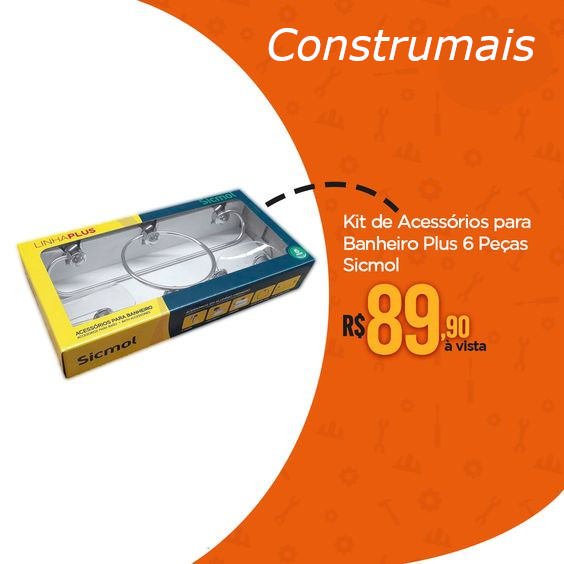 Construmais
Kit de Acessórios para
Banheiro Plus 6 Peças
Sicmol
R$89,90
à vista
Sicmol
LINHAPLUS
ACESSÓRIOS PARA BANHEIRO
Sicmol